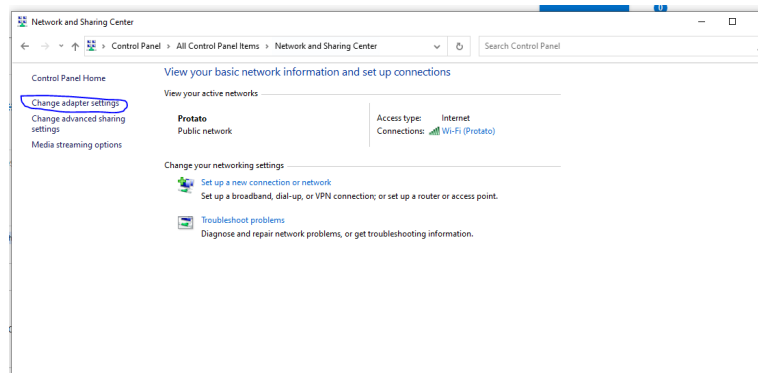 0
Network and Sharing Center
Control Panel > All Control Panel Items > Network and Sharing Center
Search Control Panel
Control Panel Home
Change adapter settings
Change advanced sharing
settings
Media streaming options
View your basic network information and set up connections
View your active networks
Protato
Public network
Access type: Internet
Connections: Wi-Fi (Protato)
Change your networking settings
Set up a new connection or network
Set up a broadband, dial-up, or VPN connection; or set up a router or access point.
Troubleshoot problems
Diagnose and repair network problems, or get troubleshooting information.